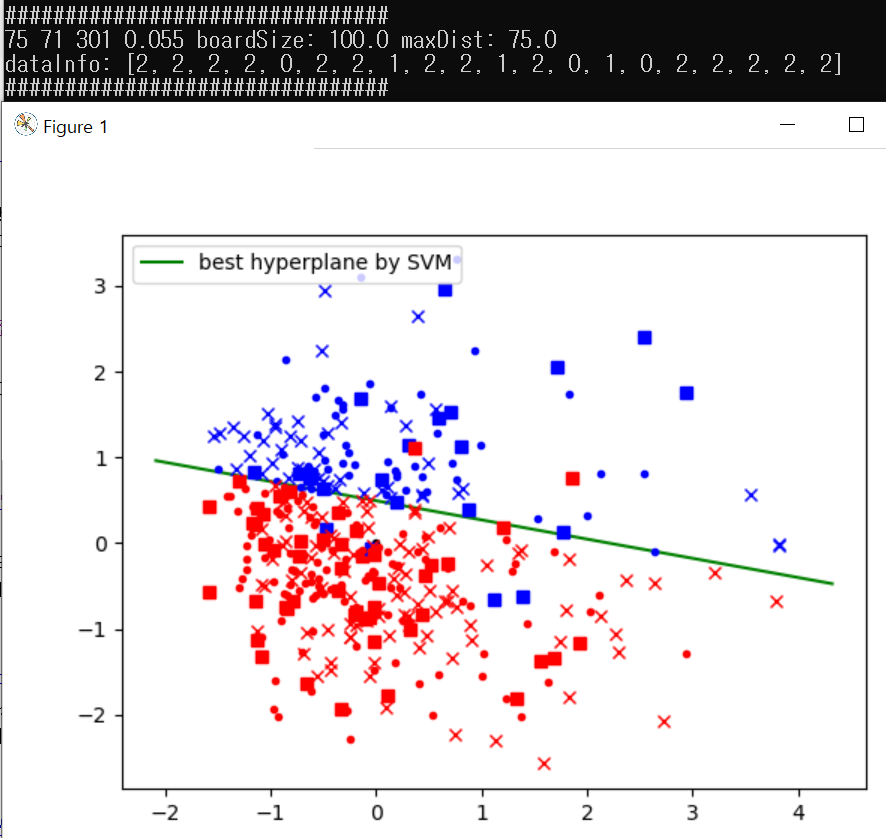 ################################
75 71 301 0.055 boardSize: 100.0 maxDist: 75.0
dataInfo: [2, 2, 2, 2, 0, 2, 2, 1, 2, 2, 1, 2, 0, 1, 0, 2, 2, 2, 2, 2]
################################
Figure 1
best hyperplane by SVM
3
2
1
0
−1
−2
−2 −1 0 1 2 3 4